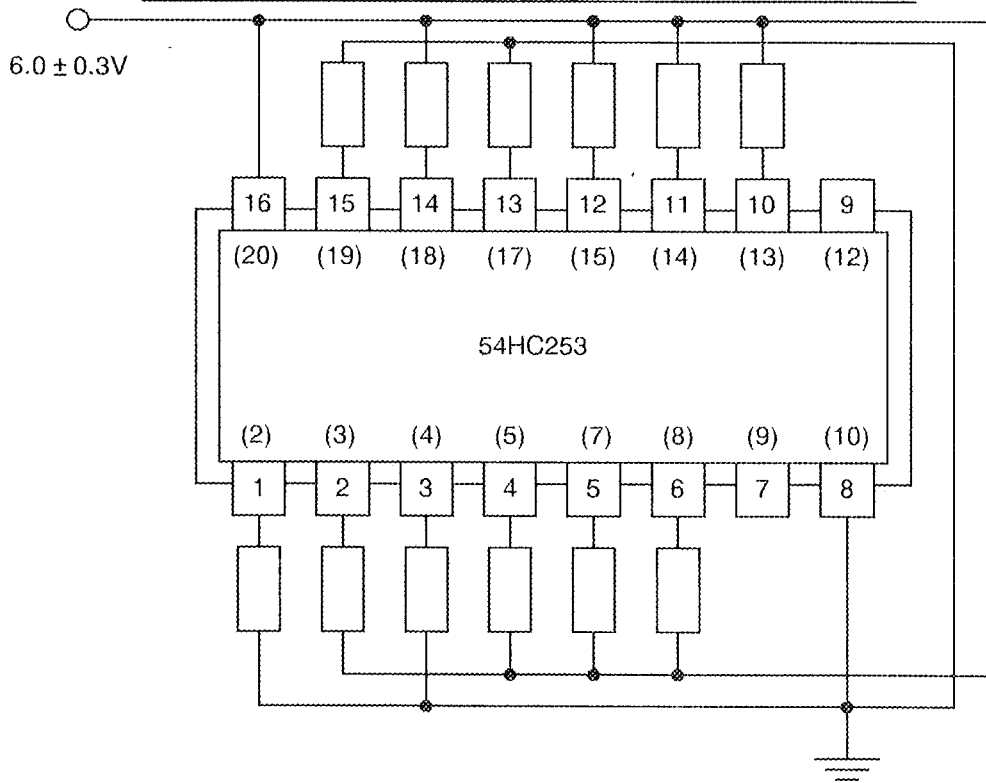 6.0 ± 0.3V
16 15 14 13 12 11 10 9
(20) (19) (18) (17) (15) (14) (13) (12)
54HC253
(2) (3) (4) (5) (7) (8) (9) (10)
1 2 3 4 5 6 7 8